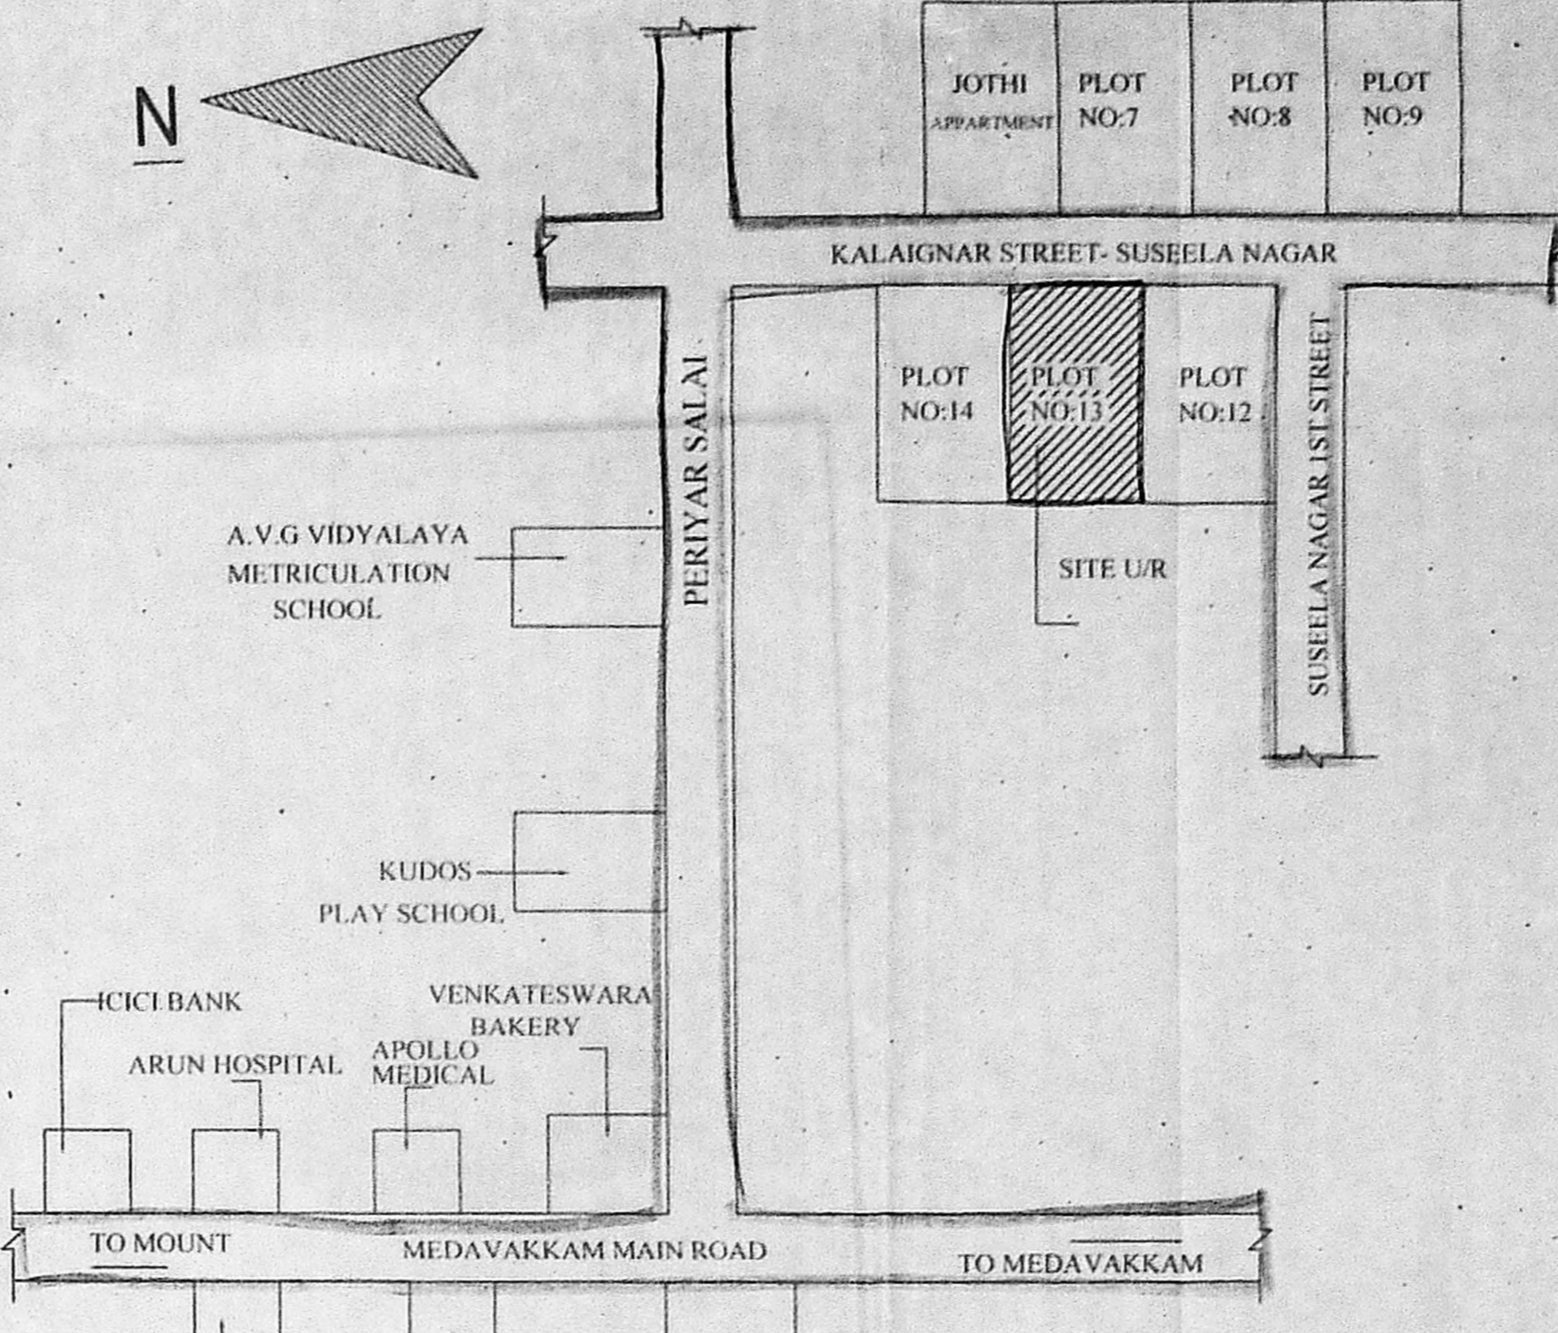 N
JOTHI
APPARTMENT
PLOT
NO:7
PLOT
NO:8
PLOT
NO:9
KALAIGNAR STREET- SUSEELA NAGAR
PLOT
NO:14
PLOT
NO:13
PLOT
NO:12
SUSEELA NAGAR 1ST STREET
PERIYAR SALAI
A.V.G VIDYALAYA
METRICULATION
SCHOOL
SITE U/R
KUDOS
PLAY SCHOOL
ICICI BANK
VENKATESWARA
BAKERY
ARUN HOSPITAL
APOLLO
MEDICAL
TO MOUNT
MEDAVAKKAM MAIN ROAD
TO MEDAVAKKAM